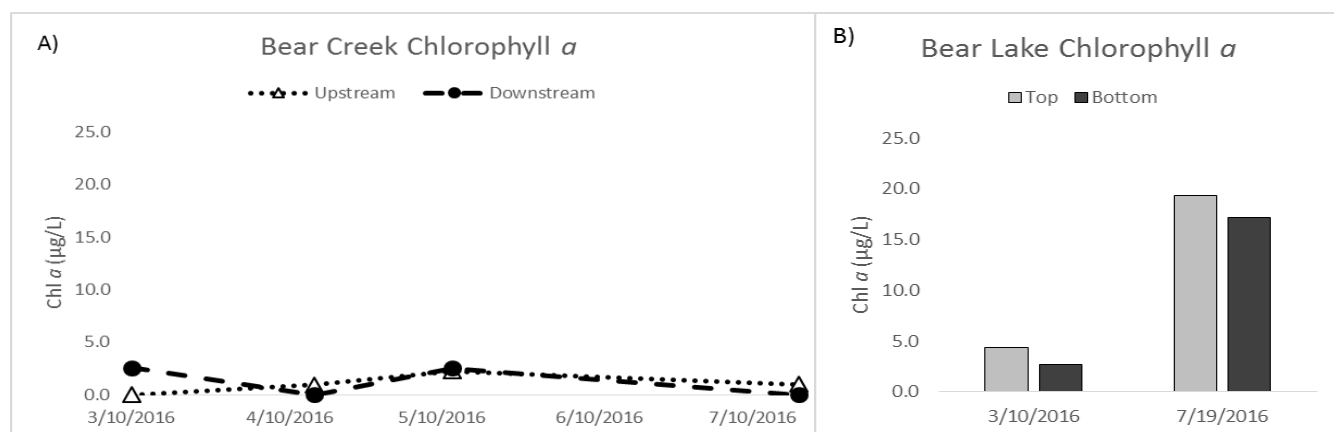 A)
Bear Creek Chlorophyll a
Upstream Downstream
25.0
20.0
15.0
10.0
5.0
0.0
Chl a (µg/L)
3/10/2016 4/10/2016 5/10/2016 6/10/2016 7/10/2016
B)
Bear Lake Chlorophyll a
Top Bottom
25.0
20.0
15.0
10.0
5.0
0.0
Chl a (µg/L)
3/10/2016 7/19/2016